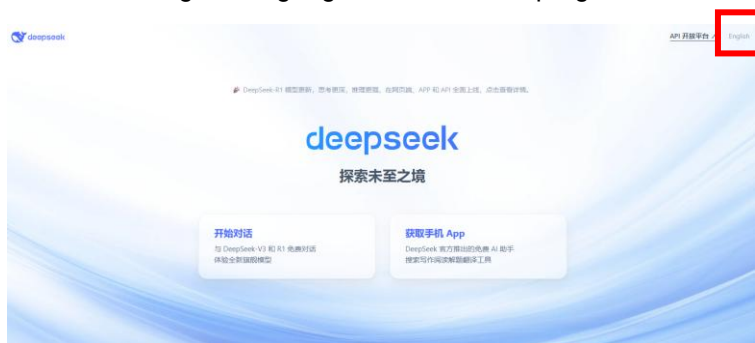 deepseek
API 开放平台
English
🎉 DeepSeek-R1 模型更新，思考更深，推理更强，在网页端、APP 和 API 全面上线，点击查看详情。
deepseek
探索未至之境
开始对话
与 DeepSeek-V3 和 R1 免费对话
体验全新旗舰模型
获取手机 App
DeepSeek 官方推出的免费 AI 助手
搜索写作阅读解题翻译工具